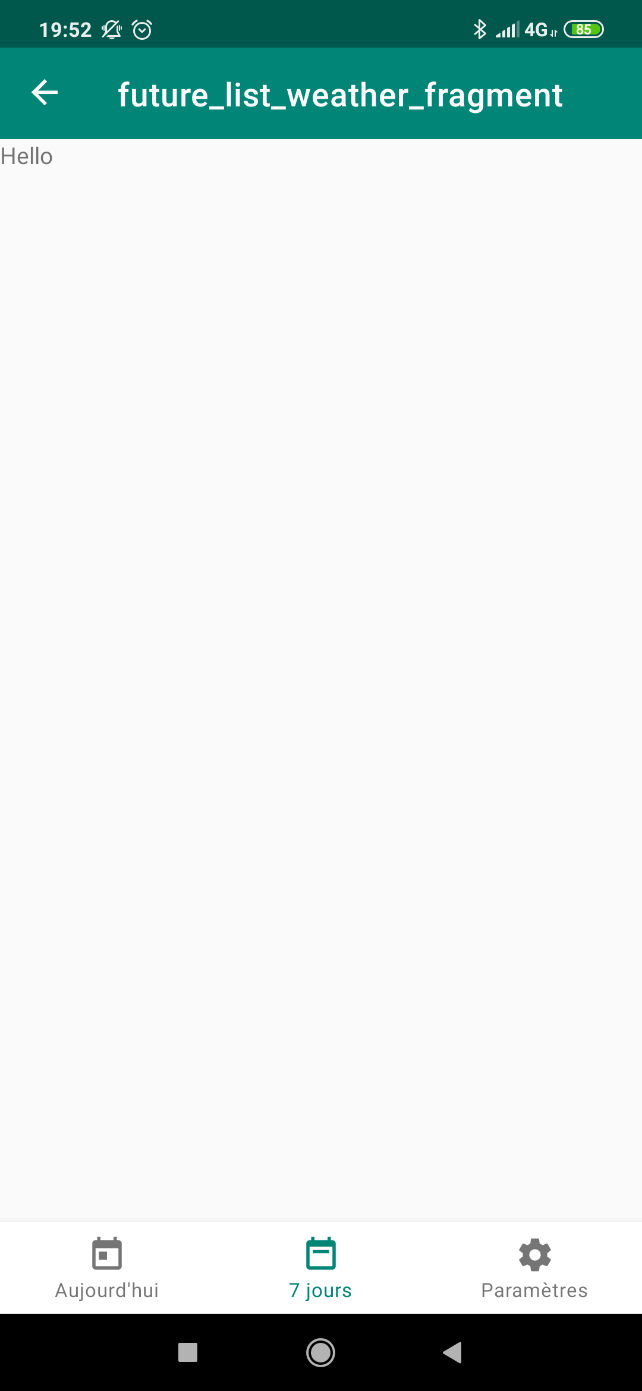 19:52 4G 85
future_list_weather_fragment
Hello
Aujourd'hui 7 jours Paramètres